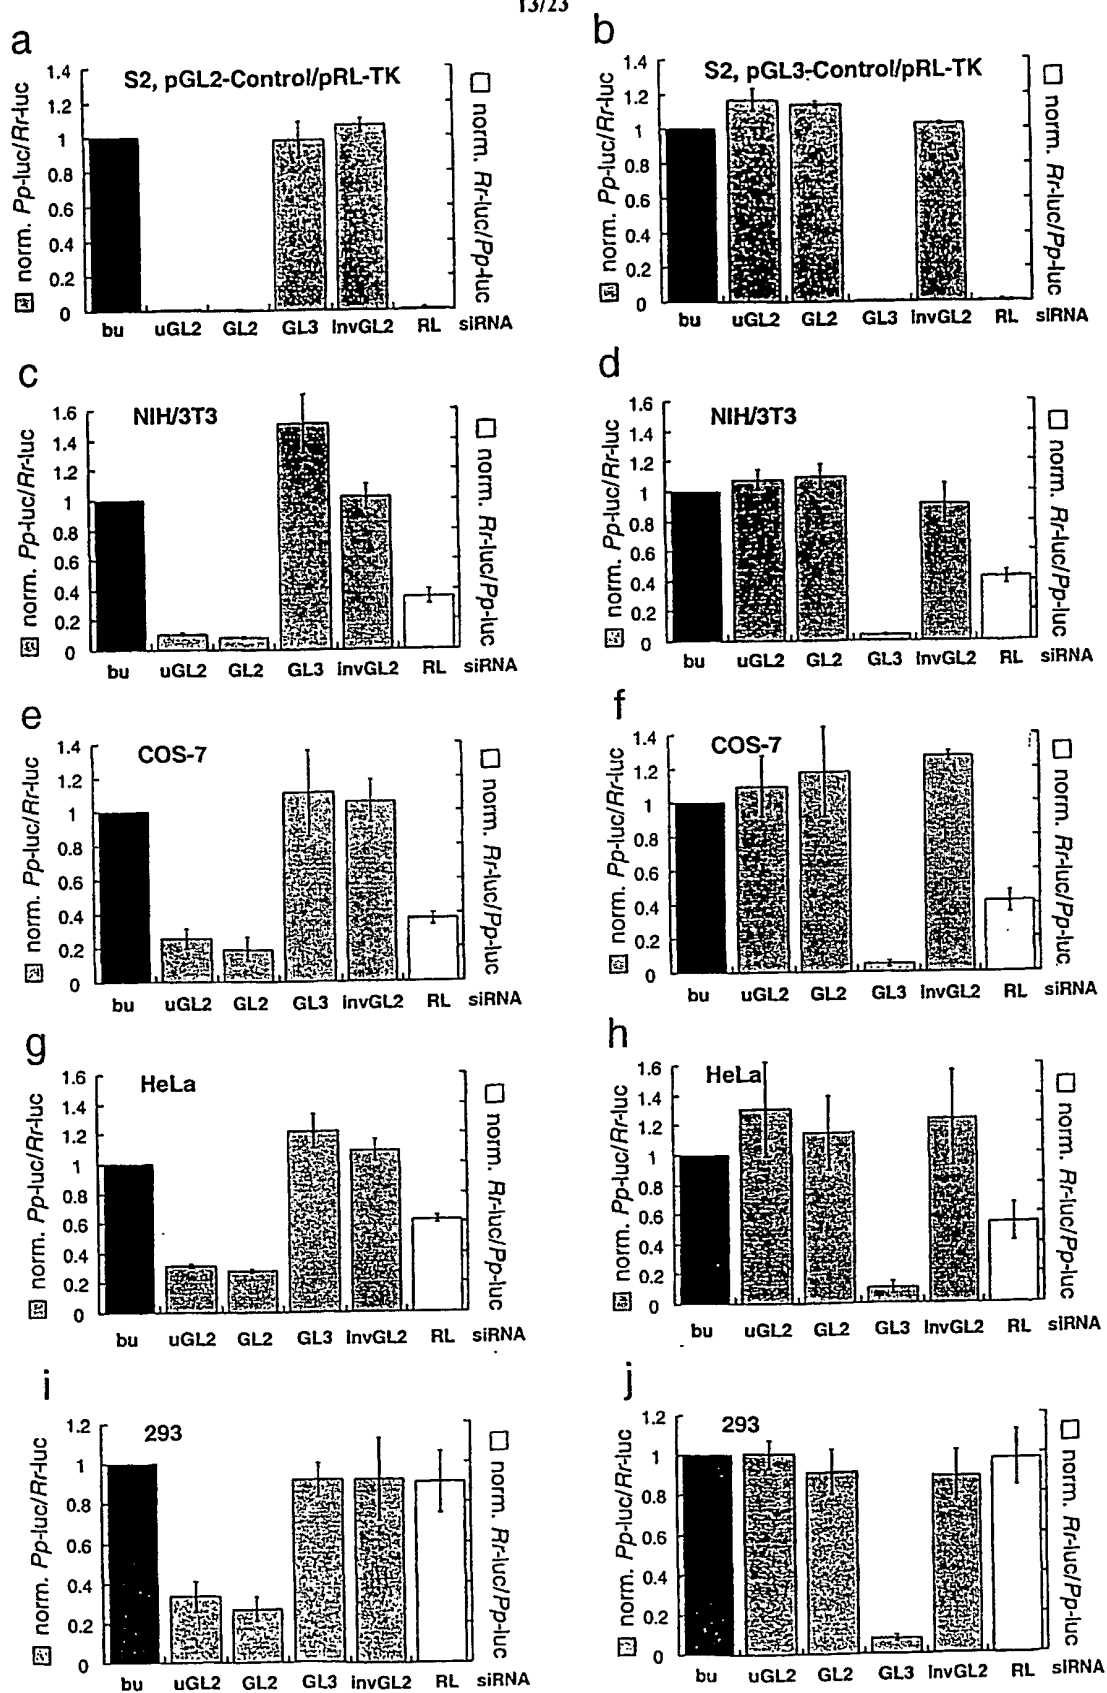 13/23
a
S2, pGL2-Control/pRL-TK
norm. Pp-luc/Rr-luc
1.4
1.2
1
0.8
0.6
0.4
0.2
0
bu uGL2 GL2 GL3 InvGL2 RL siRNA
norm. Rr-luc/Pp-luc
b
S2, pGL3-Control/pRL-TK
norm. Pp-luc/Rr-luc
1.4
1.2
1
0.8
0.6
0.4
0.2
0
bu uGL2 GL2 GL3 InvGL2 RL siRNA
norm. Rr-luc/Pp-luc
c
NIH/3T3
norm. Pp-luc/Rr-luc
1.6
1.4
1.2
1
0.8
0.6
0.4
0.2
0
bu uGL2 GL2 GL3 InvGL2 RL siRNA
norm. Rr-luc/Pp-luc
d
NIH/3T3
norm. Pp-luc/Rr-luc
1.6
1.4
1.2
1
0.8
0.6
0.4
0.2
0
bu uGL2 GL2 GL3 InvGL2 RL siRNA
norm. Rr-luc/Pp-luc
e
COS-7
norm. Pp-luc/Rr-luc
1.4
1.2
1
0.8
0.6
0.4
0.2
0
bu uGL2 GL2 GL3 InvGL2 RL siRNA
norm. Rr-luc/Pp-luc
f
COS-7
norm. Pp-luc/Rr-luc
1.4
1.2
1
0.8
0.6
0.4
0.2
0
bu uGL2 GL2 GL3 InvGL2 RL siRNA
norm. Rr-luc/Pp-luc
g
HeLa
norm. Pp-luc/Rr-luc
1.6
1.4
1.2
1
0.8
0.6
0.4
0.2
0
bu uGL2 GL2 GL3 InvGL2 RL siRNA
norm. Rr-luc/Pp-luc
h
HeLa
norm. Pp-luc/Rr-luc
1.6
1.4
1.2
1
0.8
0.6
0.4
0.2
0
bu uGL2 GL2 GL3 InvGL2 RL siRNA
norm. Rr-luc/Pp-luc
i
293
norm. Pp-luc/Rr-luc
1.2
1
0.8
0.6
0.4
0.2
0
bu uGL2 GL2 GL3 InvGL2 RL siRNA
norm. Rr-luc/Pp-luc
j
293
norm. Pp-luc/Rr-luc
1.2
1
0.8
0.6
0.4
0.2
0
bu uGL2 GL2 GL3 InvGL2 RL siRNA
norm. Rr-luc/Pp-luc